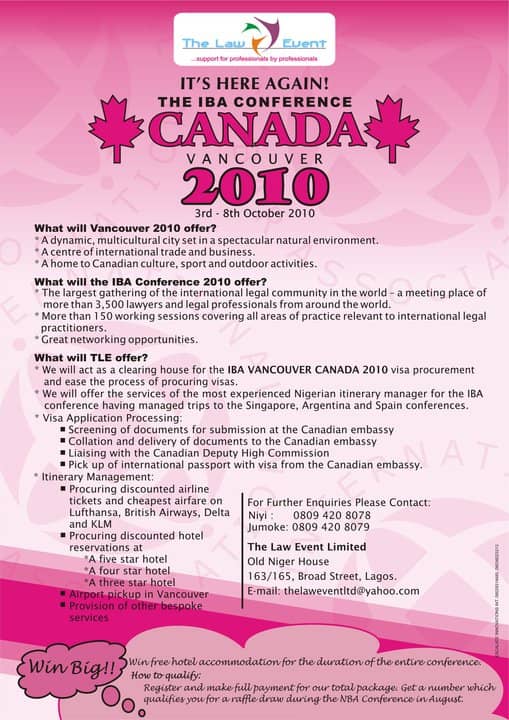 The Law Event
...support for professionals by professionals
IT'S HERE AGAIN!
THE IBA CONFERENCE
CANADA
VANCOUVER
2010
3rd - 8th October 2010
What will Vancouver 2010 offer?
* A dynamic, multicultural city set in a spectacular natural environment.
* A centre of international trade and business.
* A home to Canadian culture, sport and outdoor activities.
What will the IBA Conference 2010 offer?
* The largest gathering of the international legal community in the world – a meeting place of
more than 3,500 lawyers and legal professionals from around the world.
* More than 150 working sessions covering all areas of practice relevant to international legal
practitioners.
* Great networking opportunities.
What will TLE offer?
* We will act as a clearing house for the IBA VANCOUVER CANADA 2010 visa procurement
and ease the process of procuring visas.
* We will offer the services of the most experienced Nigerian itinerary manager for the IBA
conference having managed trips to the Singapore, Argentina and Spain conferences.
* Visa Application Processing:
■ Screening of documents for submission at the Canadian embassy
■ Collation and delivery of documents to the Canadian embassy
■ Liaising with the Canadian Deputy High Commission
■ Pick up of international passport with visa from the Canadian embassy.
* Itinerary Management:
■ Procuring discounted airline
tickets and cheapest airfare on
Lufthansa, British Airways, Delta
and KLM
■ Procuring discounted hotel
reservations at
*A five star hotel
*A four star hotel
*A three star hotel
■ Airport pickup in Vancouver
■ Provision of other bespoke
services
For Further Enquiries Please Contact:
Niyi : 0809 420 8078
Jumoke: 0809 420 8079
The Law Event Limited
Old Niger House
163/165, Broad Street, Lagos.
E-mail: thelaweventltd@yahoo.com
Win Big!!
Win free hotel accommodation for the duration of the entire conference.
How to qualify:
Register and make full payment for our total package. Get a number which
qualifies you for a raffle draw during the NBA Conference in August.